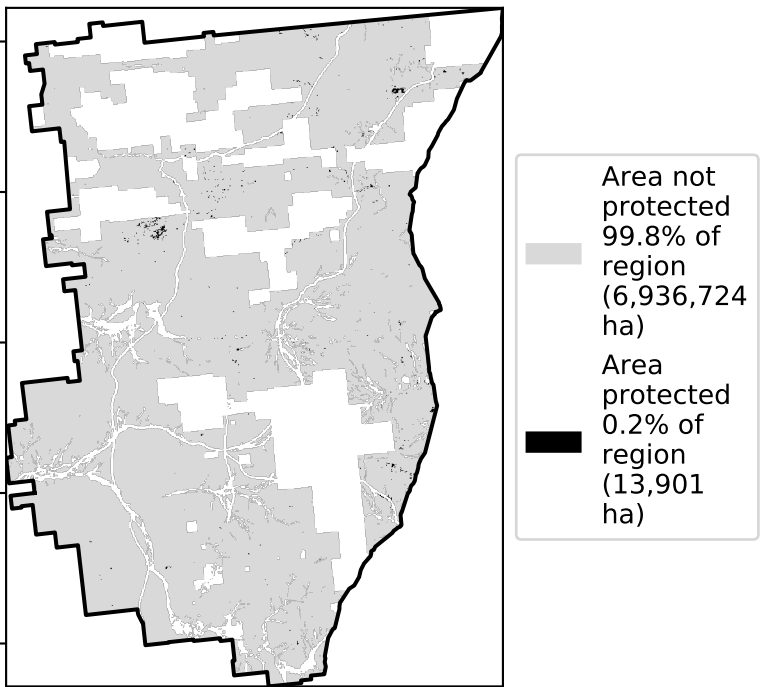 Area not
protected
99.8% of
region
(6,936,724
ha)
Area
protected
0.2% of
region
(13,901
ha)